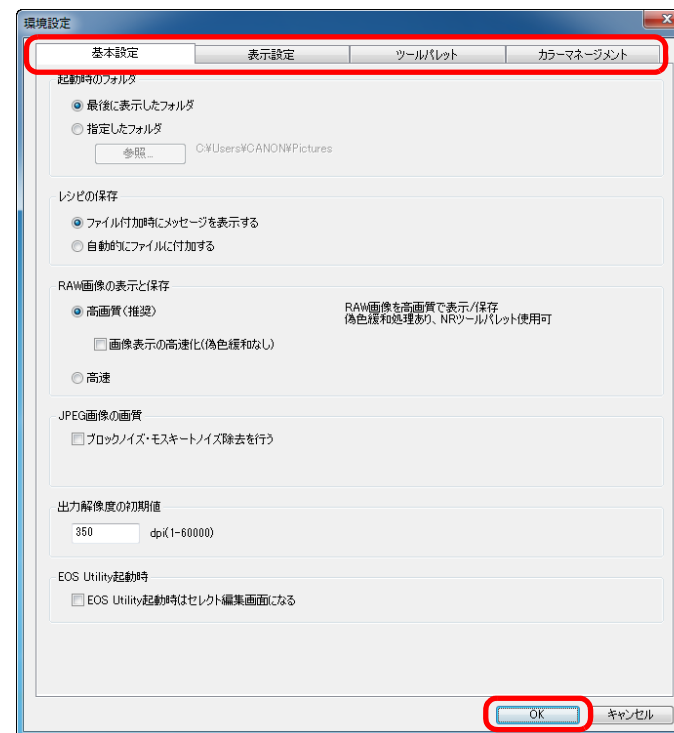 環境設定
基本設定 表示設定 ツールパレット カラーマネージメント
起動時のフォルダ
最後に表示したフォルダ
指定したフォルダ
参照... C:¥Users¥CANON¥Pictures
レシピの保存
ファイル付加時にメッセージを表示する
自動的にファイルに付加する
RAW画像の表示と保存
高画質(推奨) RAW画像を高画質で表示/保存
偽色緩和処理あり、NRツールパレット使用可
画像表示の高速化(偽色緩和なし)
高速
JPEG画像の画質
ブロックノイズ・モスキートノイズ除去を行う
出力解像度の初期値
350 dpi(1-60000)
EOS Utility起動時
EOS Utility起動時はセレクト編集画面になる
OK キャンセル